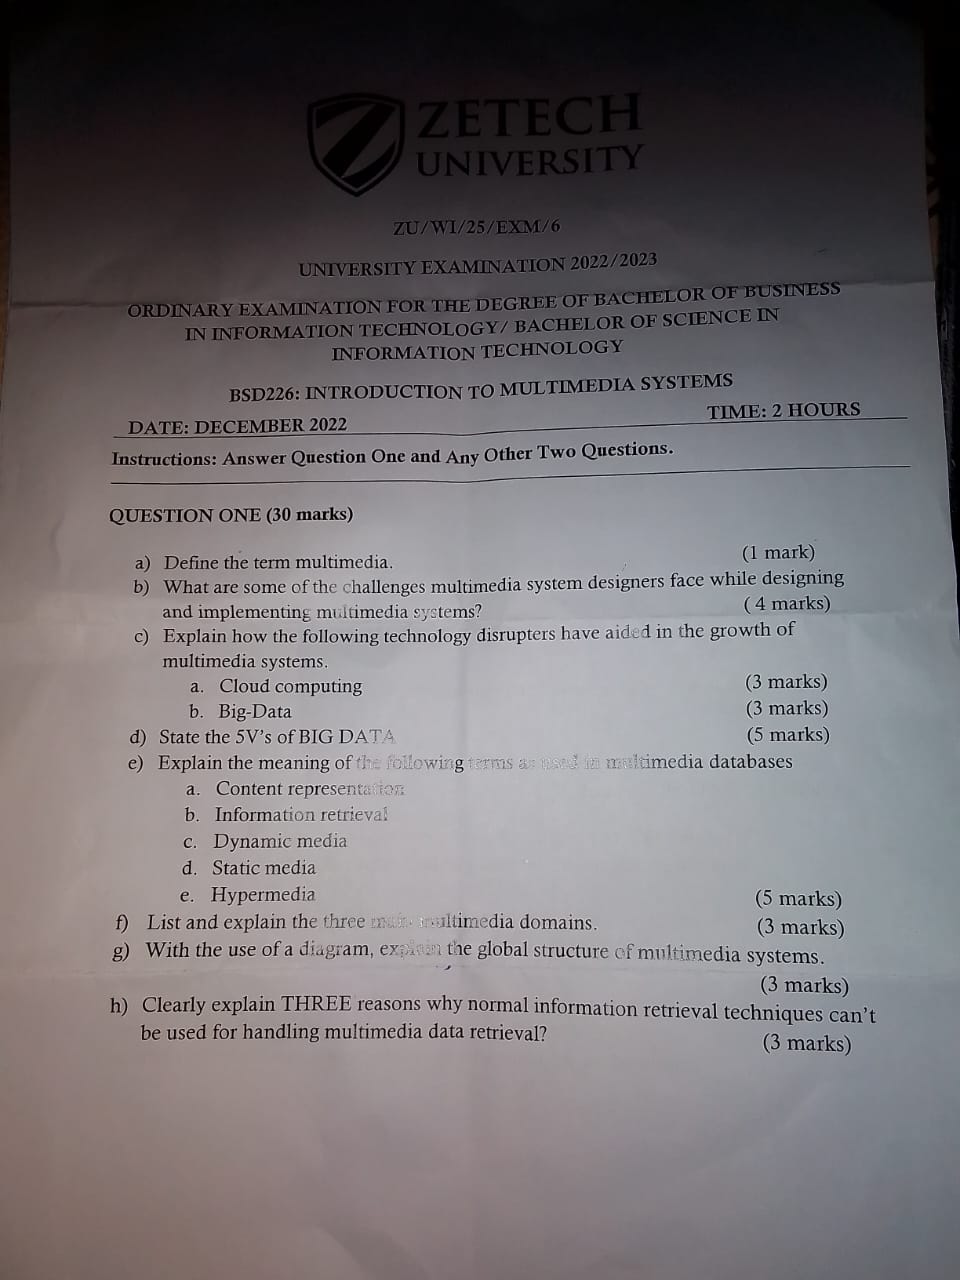 ZETECH
UNIVERSITY
ZU/WI/25/EXM/6
UNIVERSITY EXAMINATION 2022/2023
ORDINARY EXAMINATION FOR THE DEGREE OF BACHELOR OF BUSINESS
IN INFORMATION TECHNOLOGY/ BACHELOR OF SCIENCE IN
INFORMATION TECHNOLOGY
BSD226: INTRODUCTION TO MULTIMEDIA SYSTEMS
DATE: DECEMBER 2022 TIME: 2 HOURS
Instructions: Answer Question One and Any Other Two Questions.
QUESTION ONE (30 marks)
a) Define the term multimedia. (1 mark)
b) What are some of the challenges multimedia system designers face while designing
and implementing multimedia systems? ( 4 marks)
c) Explain how the following technology disrupters have aided in the growth of
multimedia systems.
a. Cloud computing (3 marks)
b. Big-Data (3 marks)
d) State the 5V's of BIG DATA (5 marks)
e) Explain the meaning of the following terms as used in multimedia databases
a. Content representation
b. Information retrieval
c. Dynamic media
d. Static media
e. Hypermedia (5 marks)
f) List and explain the three main multimedia domains. (3 marks)
g) With the use of a diagram, explain the global structure of multimedia systems.
(3 marks)
h) Clearly explain THREE reasons why normal information retrieval techniques can't
be used for handling multimedia data retrieval? (3 marks)